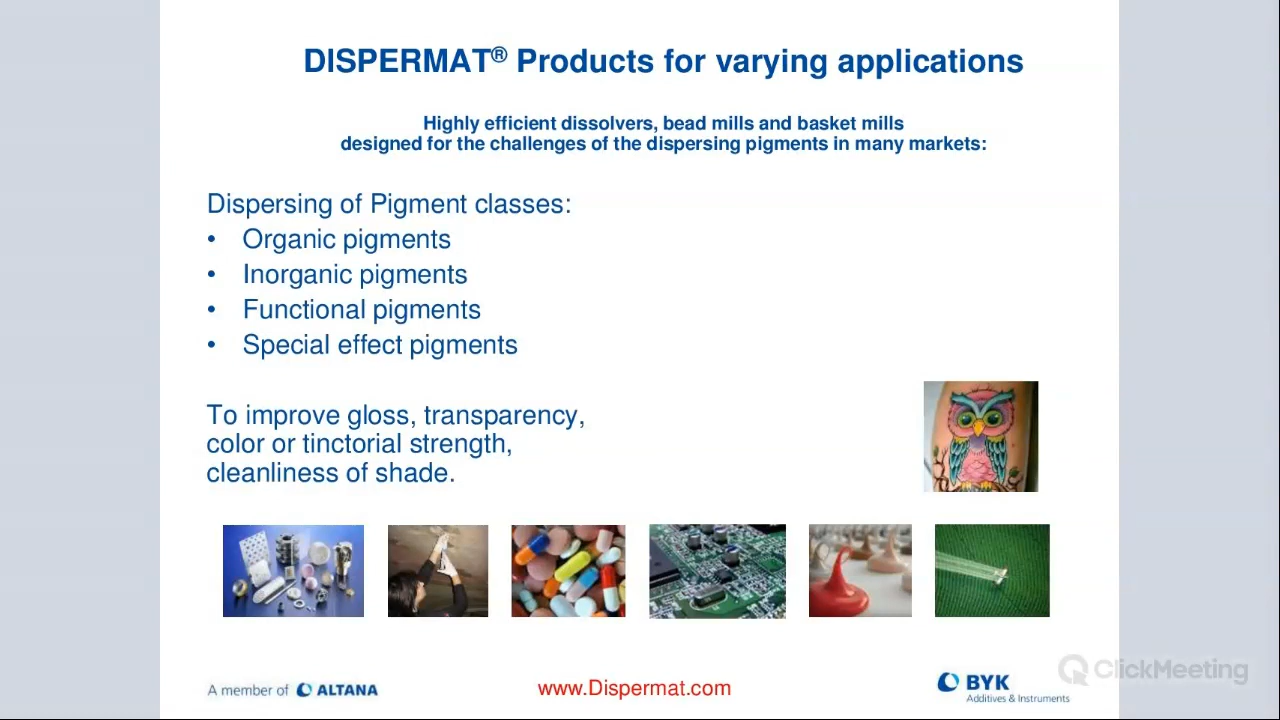 DISPERMAT® Products for varying applications
Highly efficient dissolvers, bead mills and basket mills
designed for the challenges of the dispersing pigments in many markets:
Dispersing of Pigment classes:
• Organic pigments
• Inorganic pigments
• Functional pigments
• Special effect pigments
To improve gloss, transparency,
color or tinctorial strength,
cleanliness of shade.
A member of ALTANA
www.Dispermat.com
BYK
Additives & Instruments
ClickMeeting